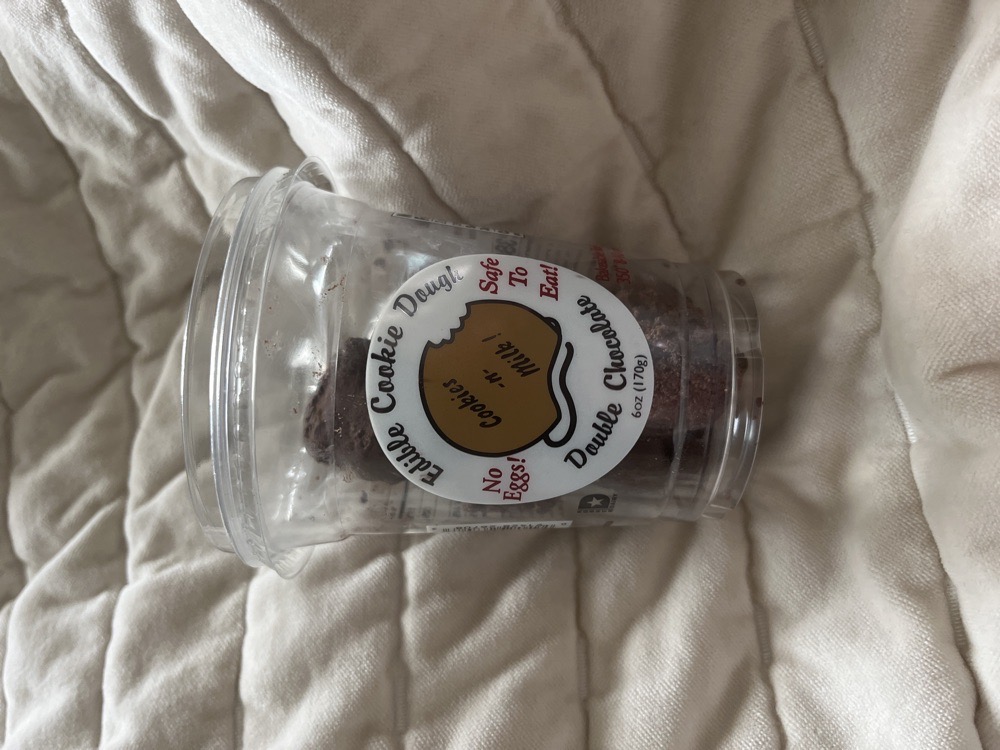 Edible Cookie Dough
No
Eggs!
Cookies
-n-
Milk!
Safe
To
Eat!
Double Chocolate
6oz (170g)